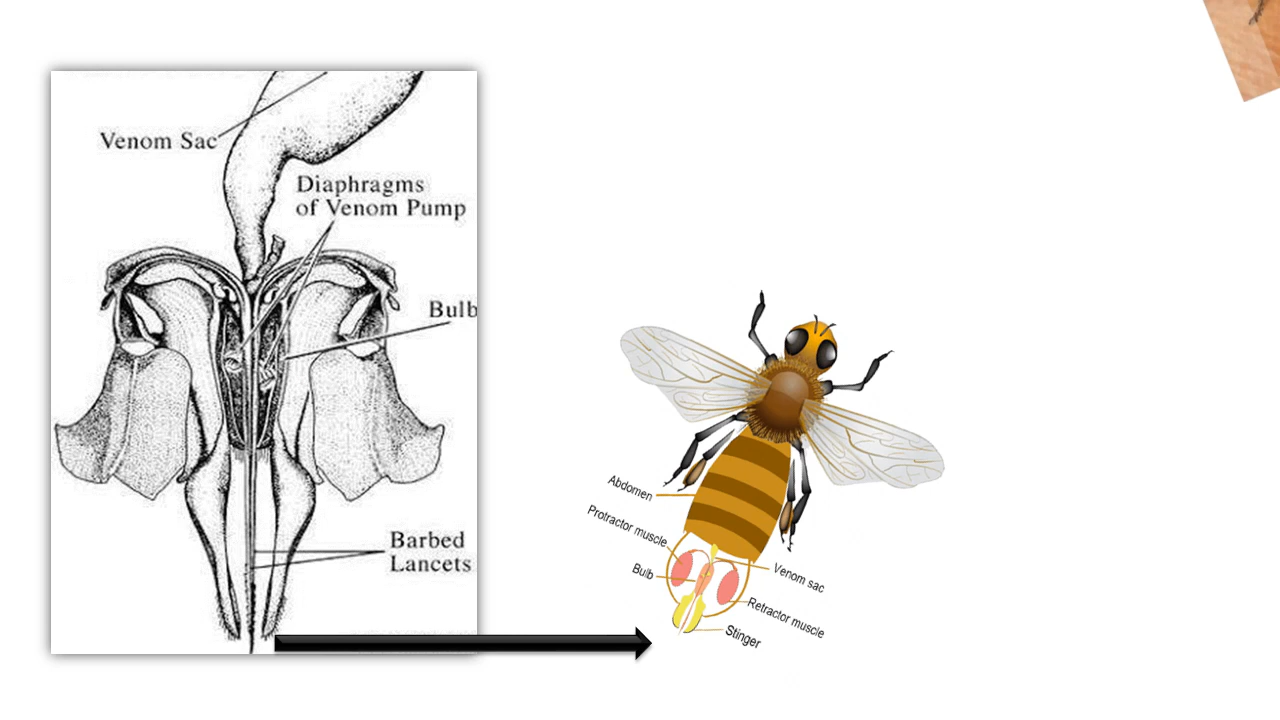 Venom Sac
Diaphragms
of Venom Pump
Bulb
Barbed
Lancets
Abdomen
Protractor muscle
Bulb
Venom sac
Retractor muscle
Stinger